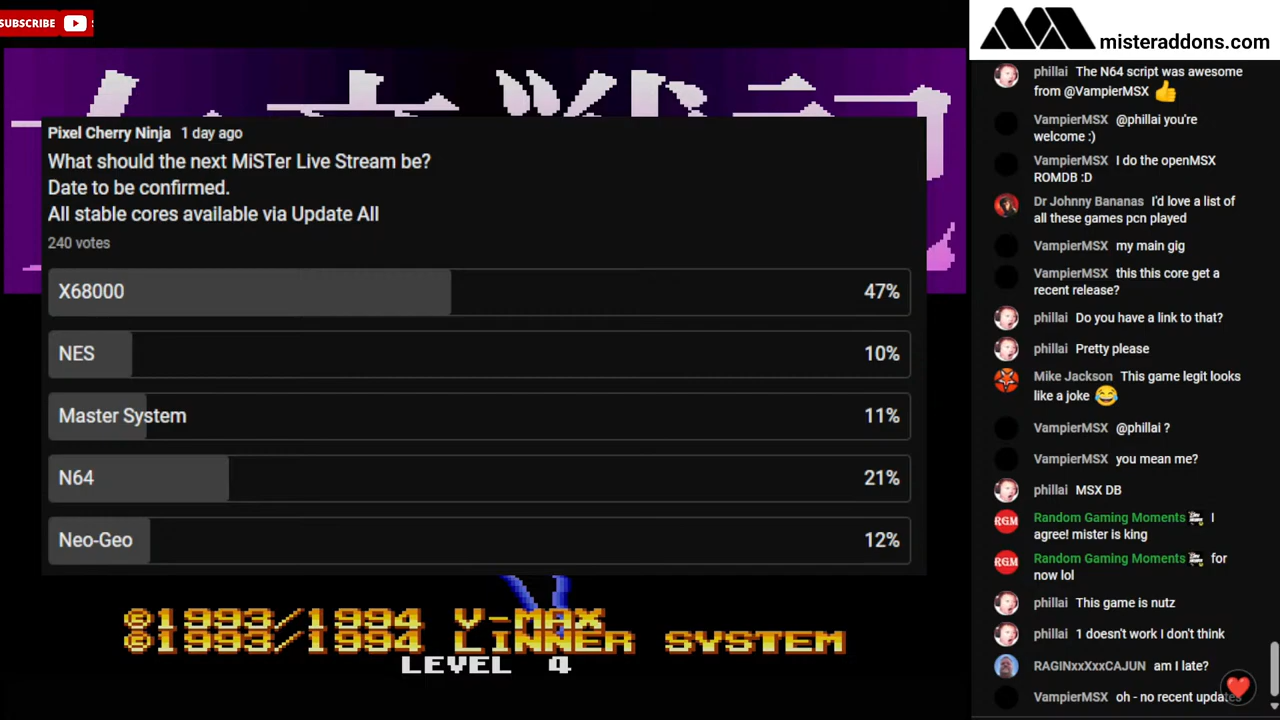 SUBSCRIBE
Pixel Cherry Ninja 1 day ago
What should the next MiSTer Live Stream be?
Date to be confirmed.
All stable cores available via Update All
240 votes
X68000 47%
NES 10%
Master System 11%
N64 21%
Neo-Geo 12%
©1993/1994 Y-MAX
©1993/1994 LINNER SYSTEM
LEVEL 4
misteraddons.com
phillai The N64 script was awesome
from @VampierMSX 👍
VampierMSX @phillai you're
welcome :)
VampierMSX I do the openMSX
ROMDB :D
Dr Johnny Bananas I'd love a list of
all these games pcn played
VampierMSX my main gig
VampierMSX this this core get a
recent release?
phillai Do you have a link to that?
phillai Pretty please
Mike Jackson This game legit looks
like a joke 😂
VampierMSX @phillai ?
VampierMSX you mean me?
phillai MSX DB
RGM Random Gaming Moments I
agree! mister is king
RGM Random Gaming Moments for
now lol
phillai This game is nutz
phillai 1 doesn't work I don't think
RAGINxxXxxCAJUN am I late?
VampierMSX oh - no recent updates